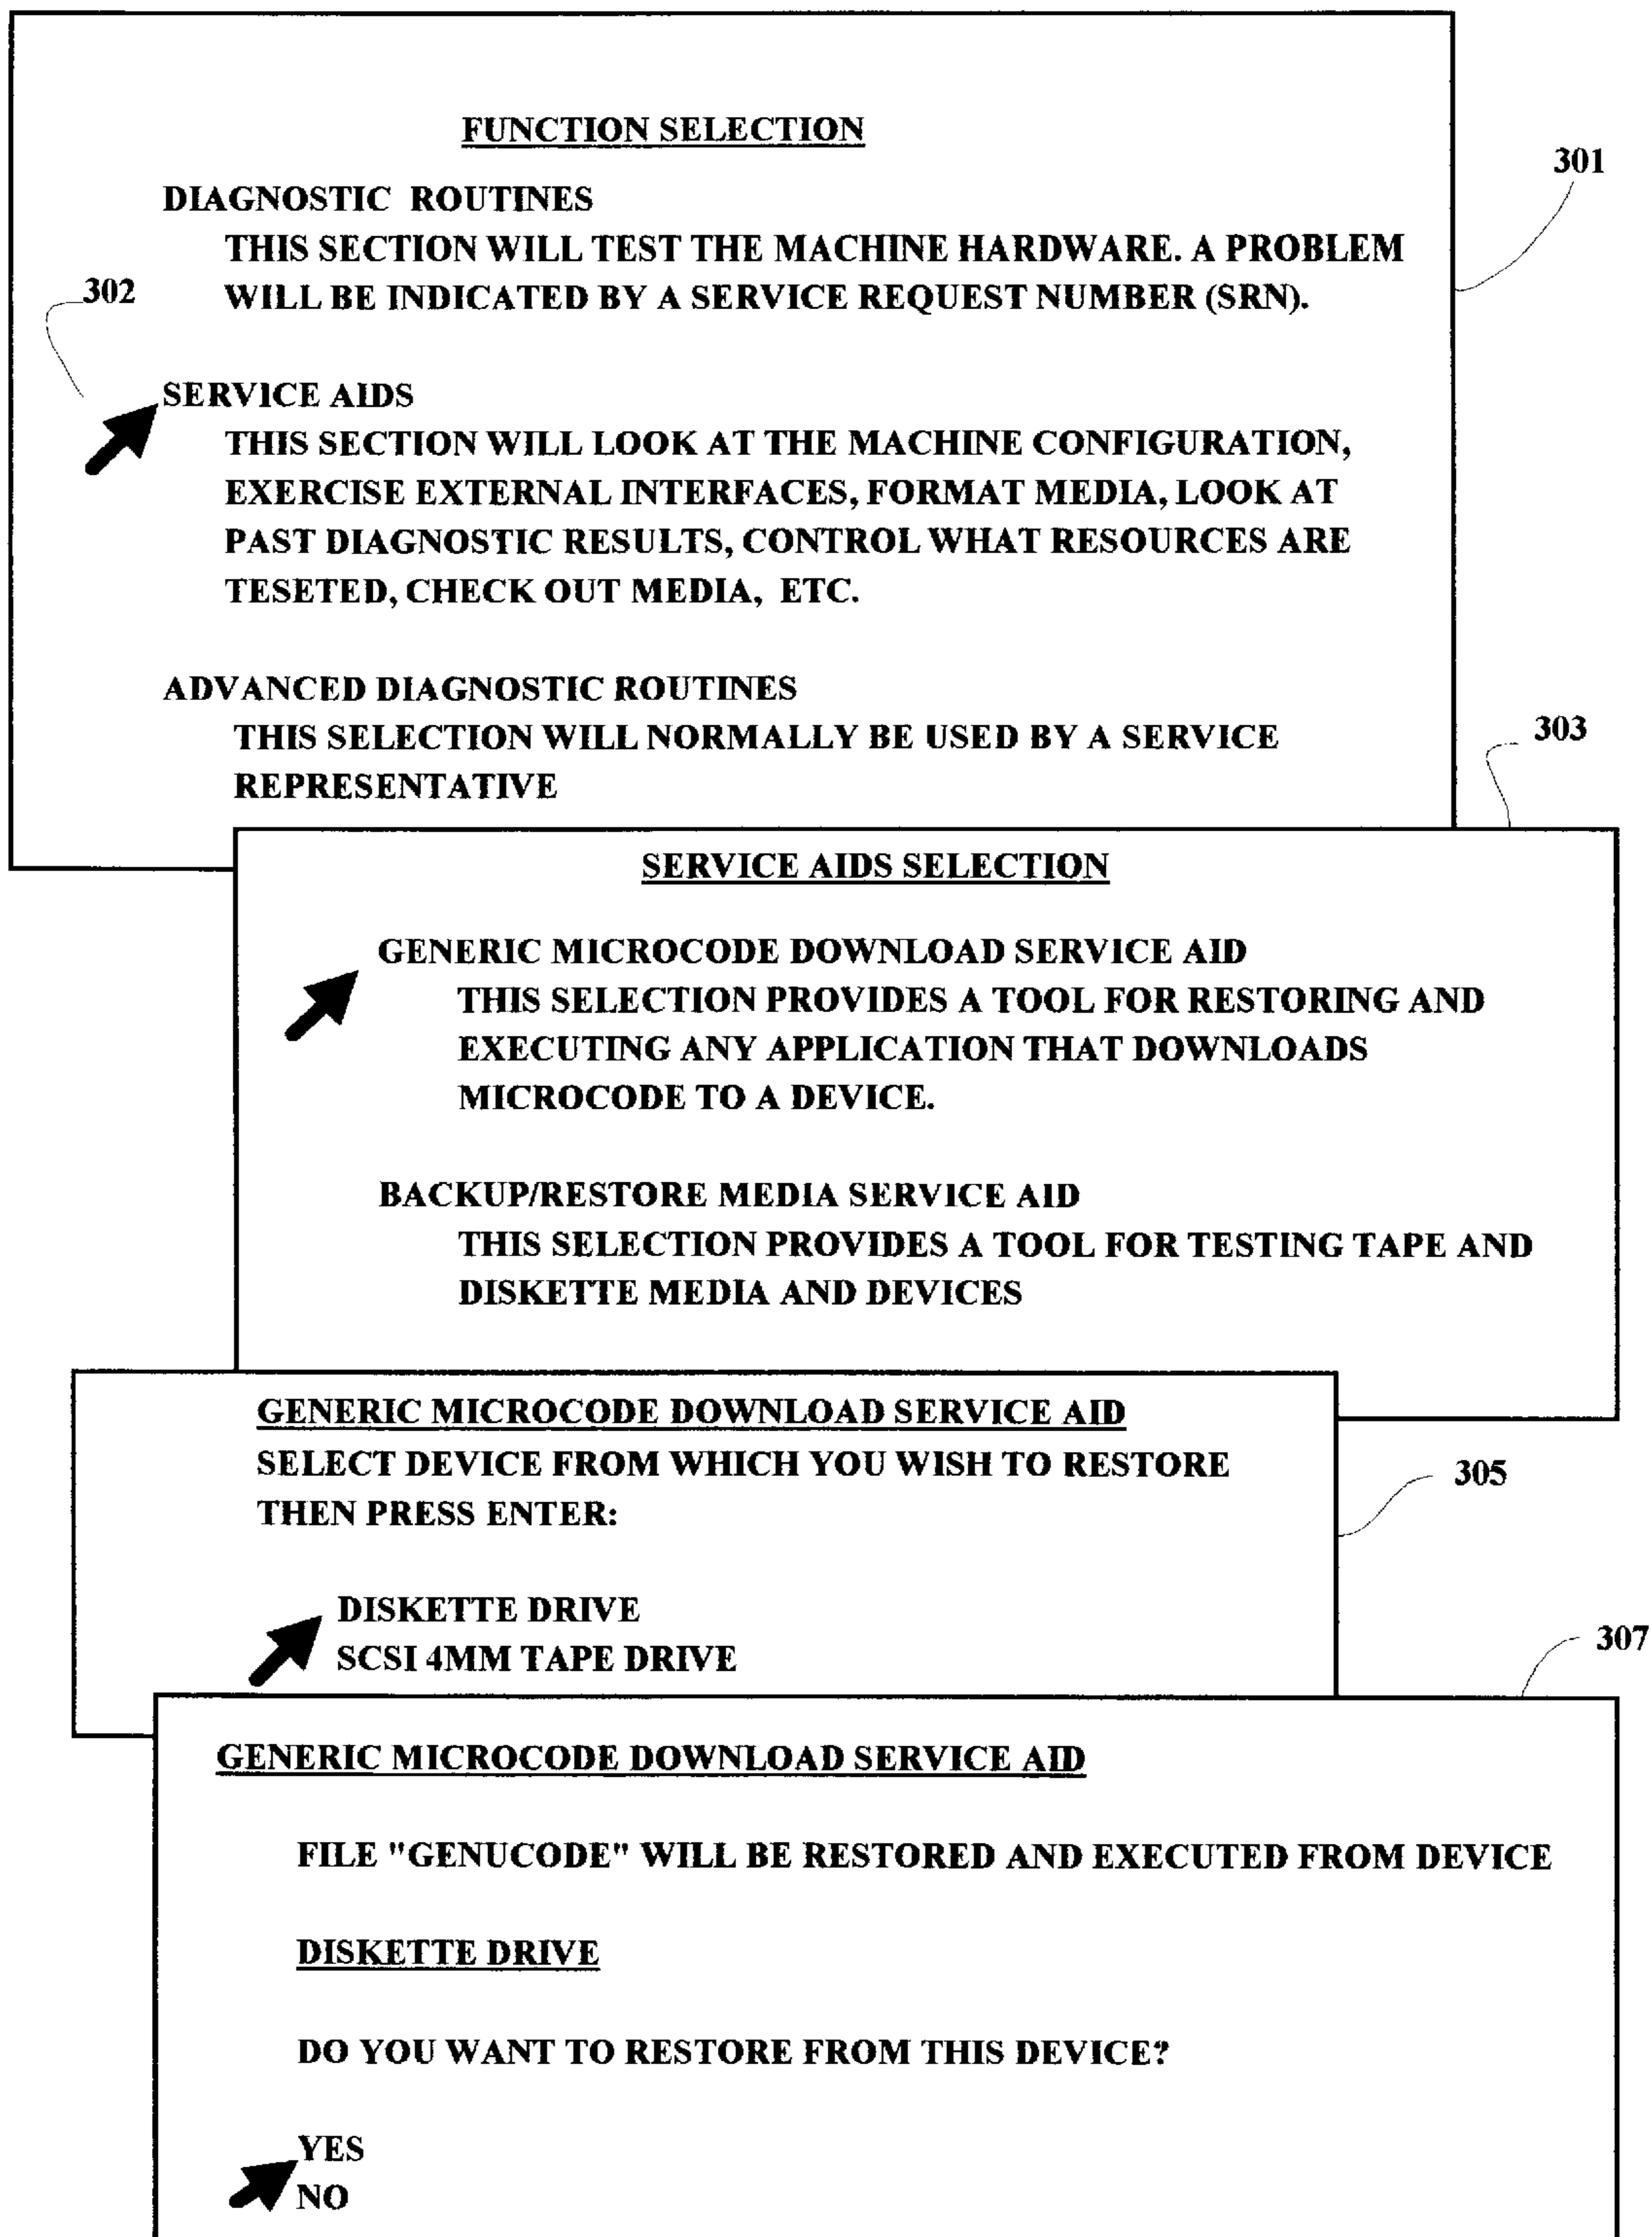 FUNCTION SELECTION
301
DIAGNOSTIC ROUTINES
THIS SECTION WILL TEST THE MACHINE HARDWARE. A PROBLEM
302
WILL BE INDICATED BY A SERVICE REQUEST NUMBER (SRN).
SERVICE AIDS
THIS SECTION WILL LOOK AT THE MACHINE CONFIGURATION,
EXERCISE EXTERNAL INTERFACES, FORMAT MEDIA, LOOK AT
PAST DIAGNOSTIC RESULTS, CONTROL WHAT RESOURCES ARE
TESETED, CHECK OUT MEDIA, ETC.
ADVANCED DIAGNOSTIC ROUTINES
THIS SELECTION WILL NORMALLY BE USED BY A SERVICE
REPRESENTATIVE
303
SERVICE AIDS SELECTION
GENERIC MICROCODE DOWNLOAD SERVICE AID
THIS SELECTION PROVIDES A TOOL FOR RESTORING AND
EXECUTING ANY APPLICATION THAT DOWNLOADS
MICROCODE TO A DEVICE.
BACKUP/RESTORE MEDIA SERVICE AID
THIS SELECTION PROVIDES A TOOL FOR TESTING TAPE AND
DISKETTE MEDIA AND DEVICES
GENERIC MICROCODE DOWNLOAD SERVICE AID
SELECT DEVICE FROM WHICH YOU WISH TO RESTORE
THEN PRESS ENTER:
305
DISKETTE DRIVE
SCSI 4MM TAPE DRIVE
307
GENERIC MICROCODE DOWNLOAD SERVICE AID
FILE "GENUCODE" WILL BE RESTORED AND EXECUTED FROM DEVICE
DISKETTE DRIVE
DO YOU WANT TO RESTORE FROM THIS DEVICE?
YES
NO